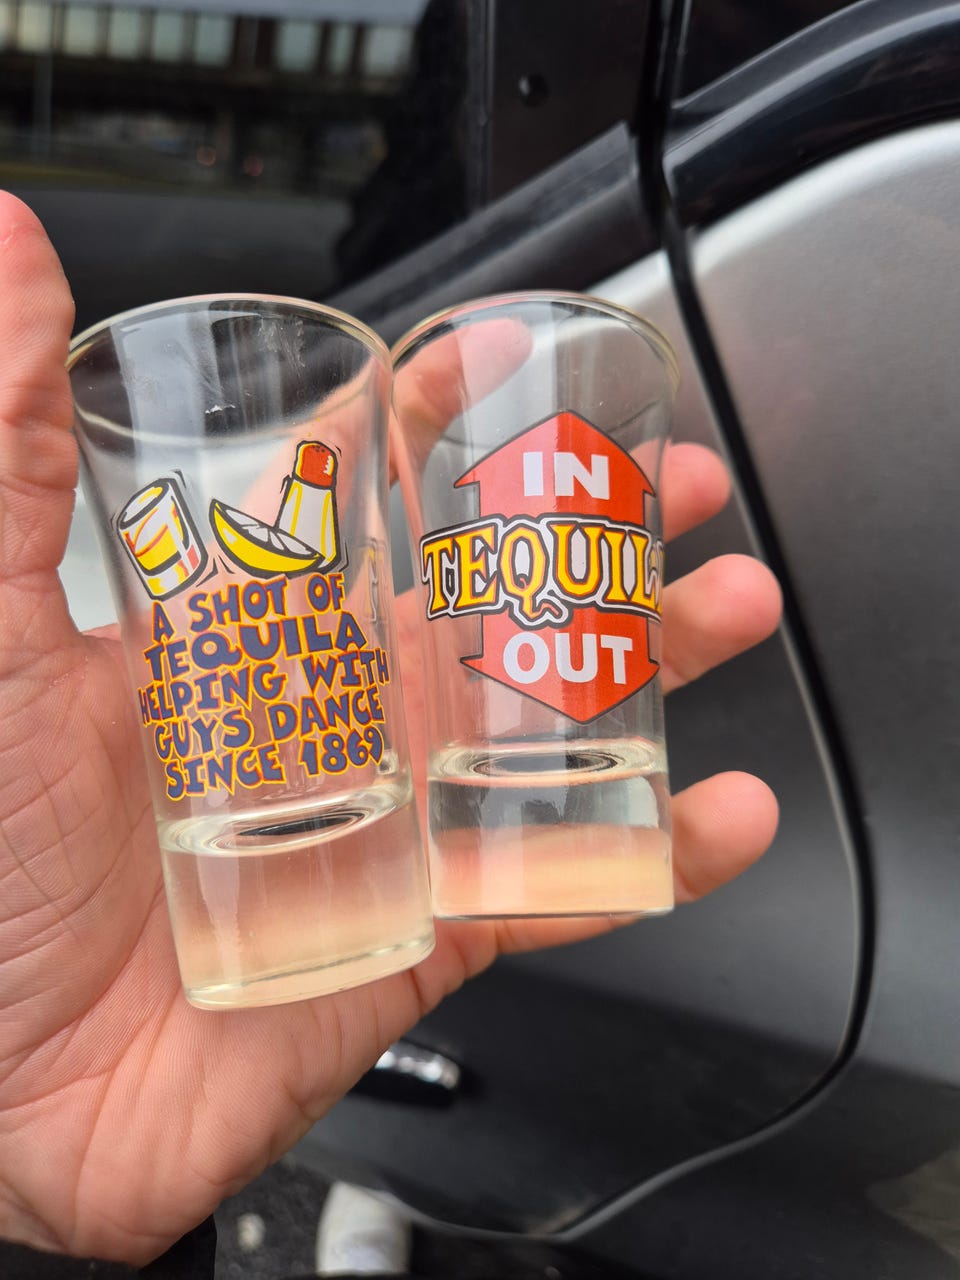 A SHOT OF
TEQUILA
HELPING WITH
GUYS DANCE
SINCE 1869
IN
TEQUILA
OUT